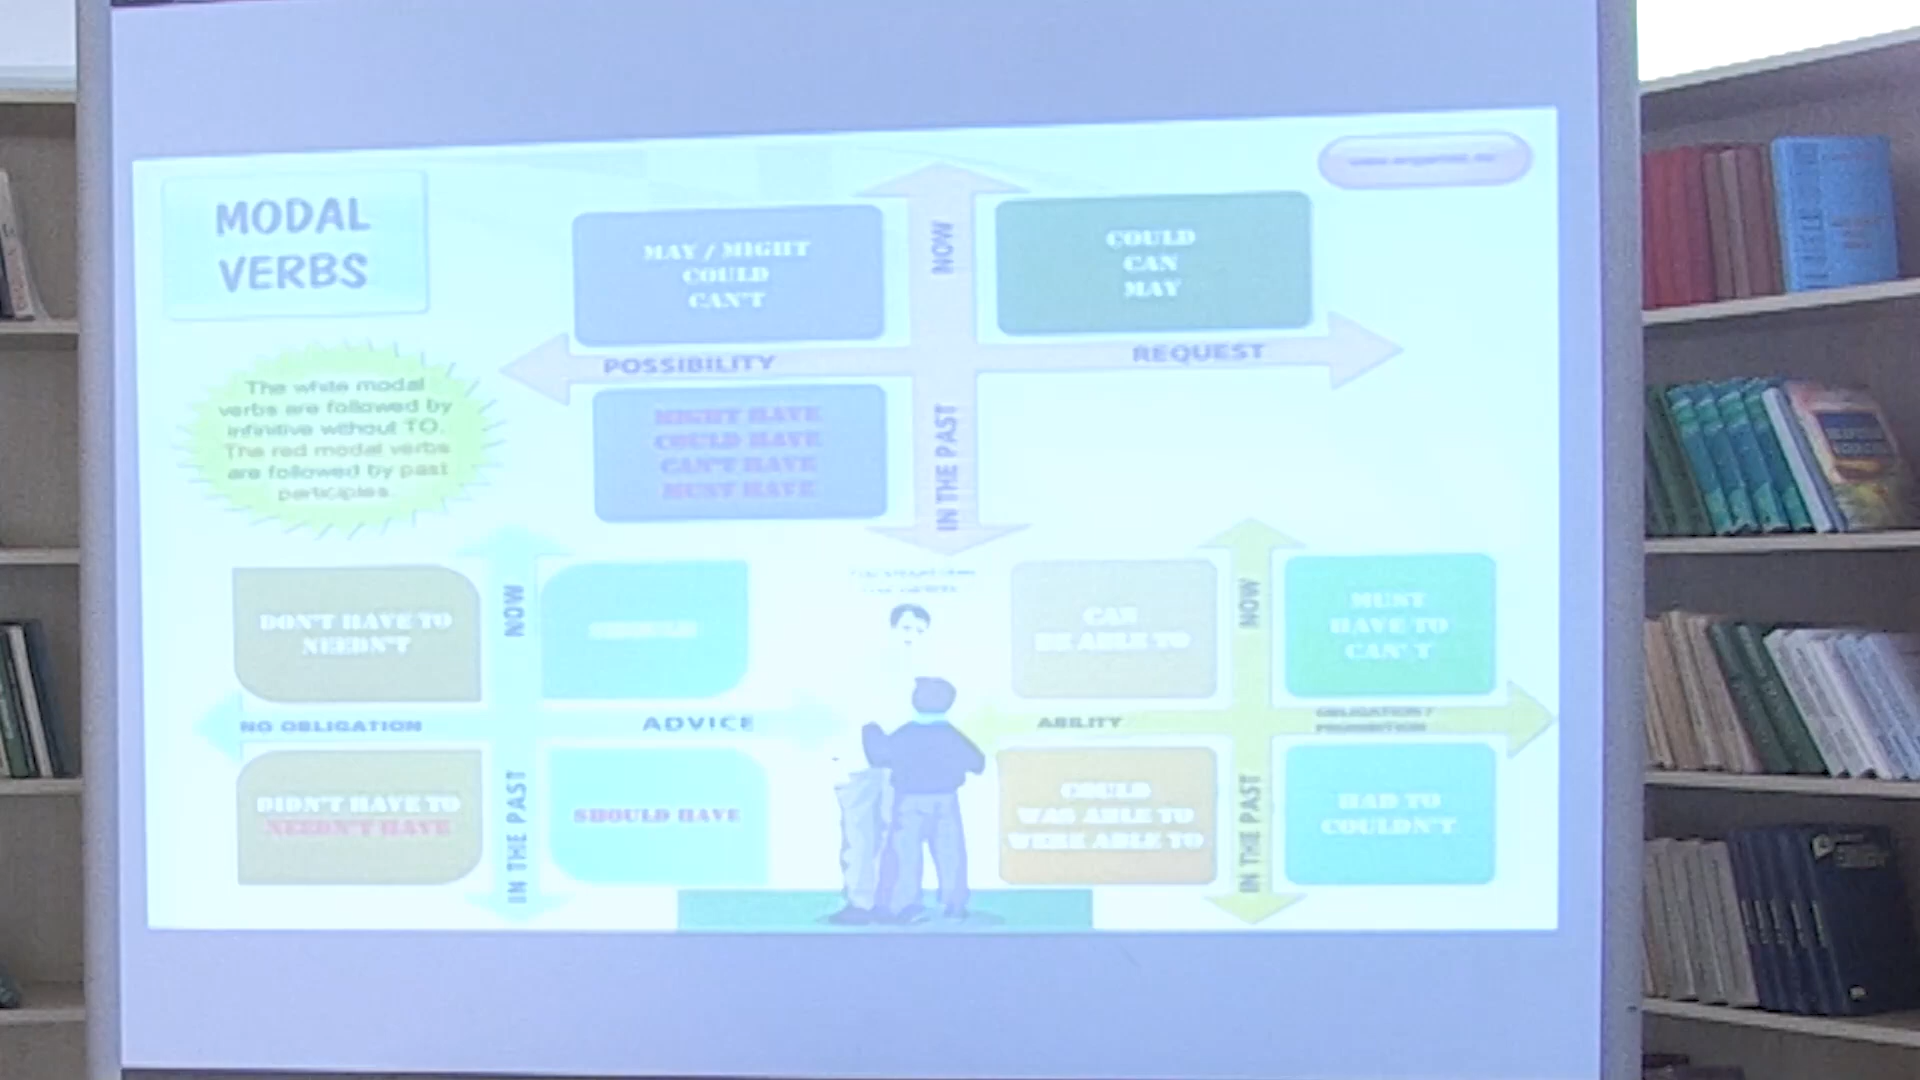 MODAL
VERBS
MAY / MIGHT
COULD
CAN'T
NOW
COULD
CAN
MAY
POSSIBILITY
REQUEST
The white modal
verbs are followed by
infinitive without TO.
The red modal verbs
are followed by past
participles.
MIGHT HAVE
COULD HAVE
CAN'T HAVE
MUST HAVE
IN THE PAST
DON'T HAVE TO
NEEDN'T
NOW
NO OBLIGATION
ADVICE
DIDN'T HAVE TO
NEEDN'T HAVE
IN THE PAST
SHOULD HAVE
CAN
BE ABLE TO
NOW
MUST
HAVE TO
CAN'T
ABILITY
OBLIGATION /
PROHIBITION
COULD
WAS ABLE TO
WERE ABLE TO
IN THE PAST
HAD TO
COULDN'T